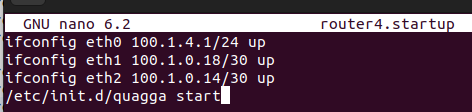 GNU nano 6.2 router4.startup
ifconfig eth0 100.1.4.1/24 up
ifconfig eth1 100.1.0.18/30 up
ifconfig eth2 100.1.0.14/30 up
/etc/init.d/quagga start